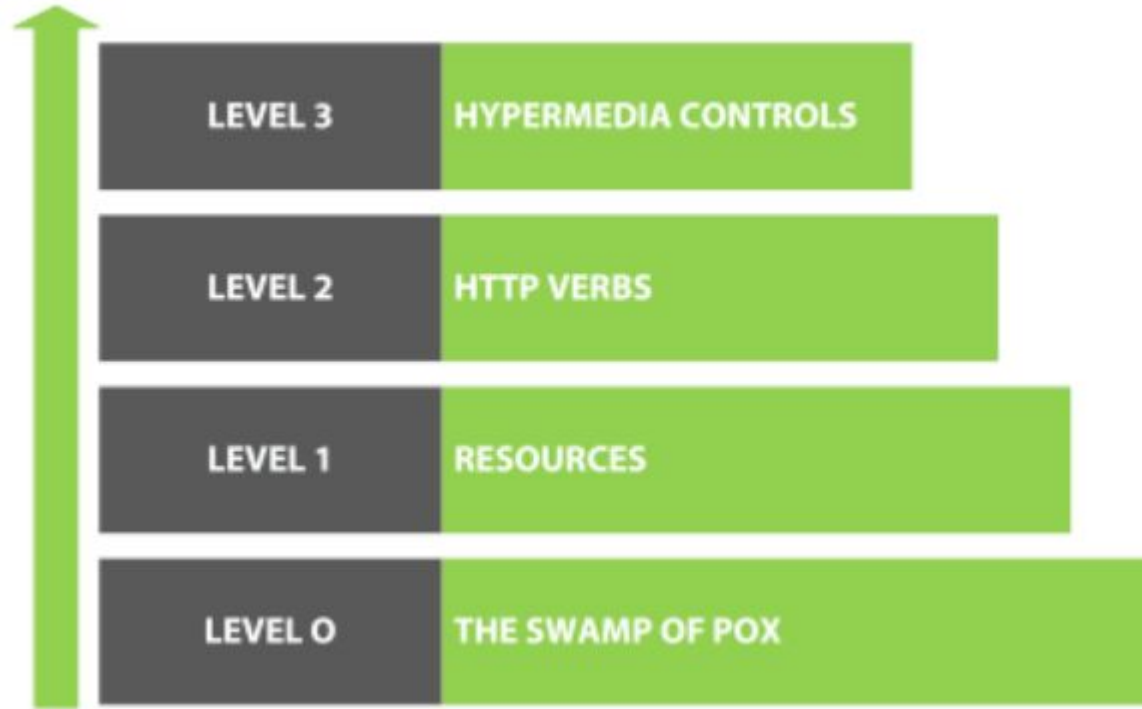 LEVEL 3 HYPERMEDIA CONTROLS
LEVEL 2 HTTP VERBS
LEVEL 1 RESOURCES
LEVEL O THE SWAMP OF POX